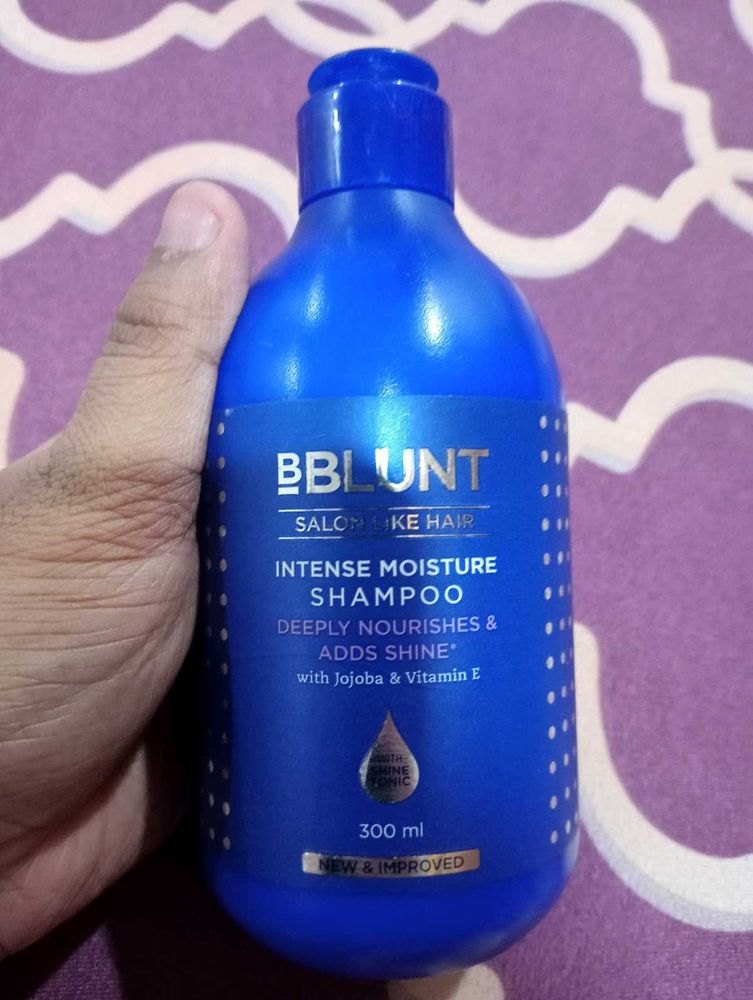 BBLUNT
SALON LIKE HAIR
INTENSE MOISTURE
SHAMPOO
DEEPLY NOURISHES &
ADDS SHINE*
with Jojoba & Vitamin E
WITH
SHINE
TONIC
300 ml
NEW & IMPROVED